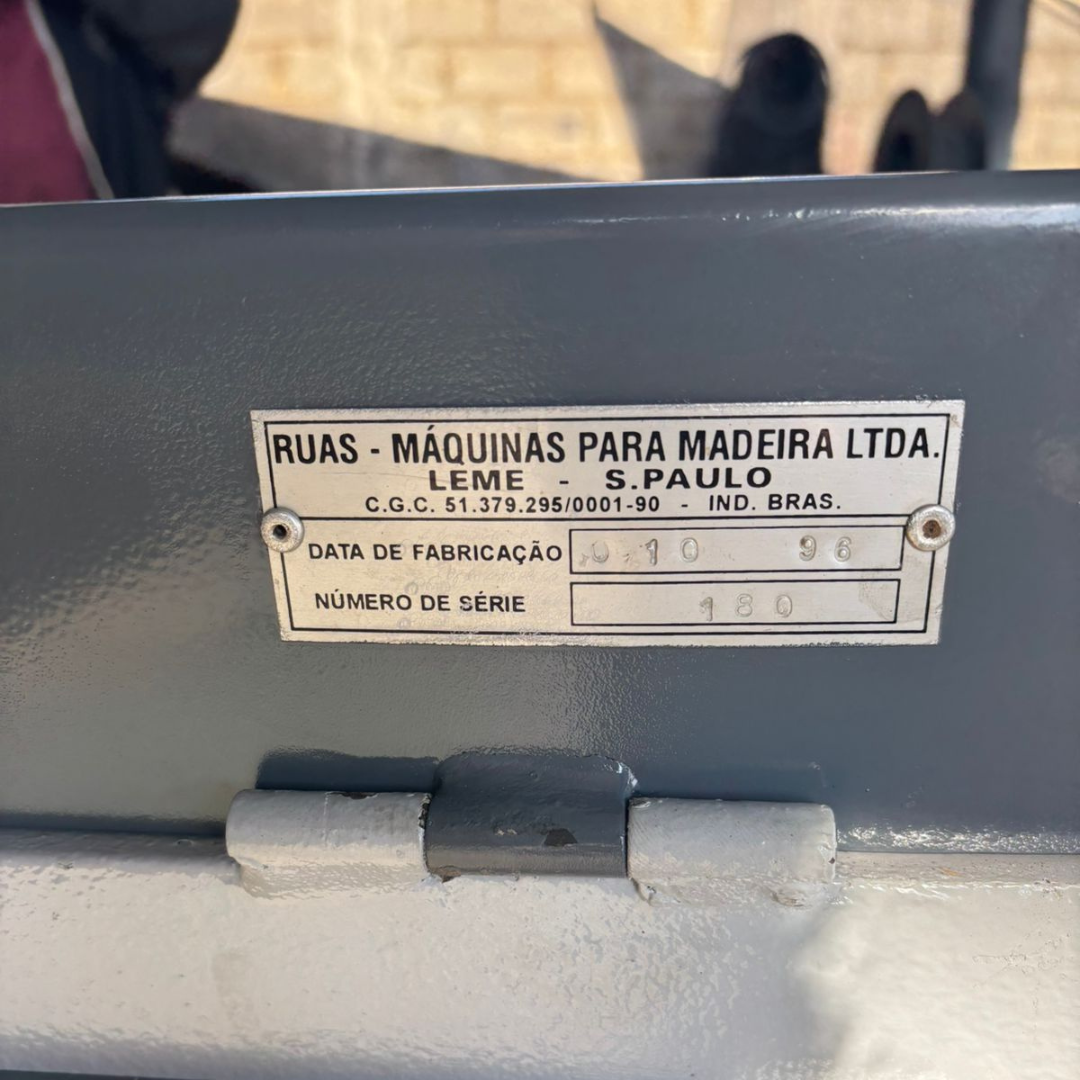 RUAS - MÁQUINAS PARA MADEIRA LTDA.
LEME - S.PAULO
C.G.C. 51.379.295/0001-90 - IND. BRAS.
DATA DE FABRICAÇÃO 10 96
NÚMERO DE SÉRIE 180